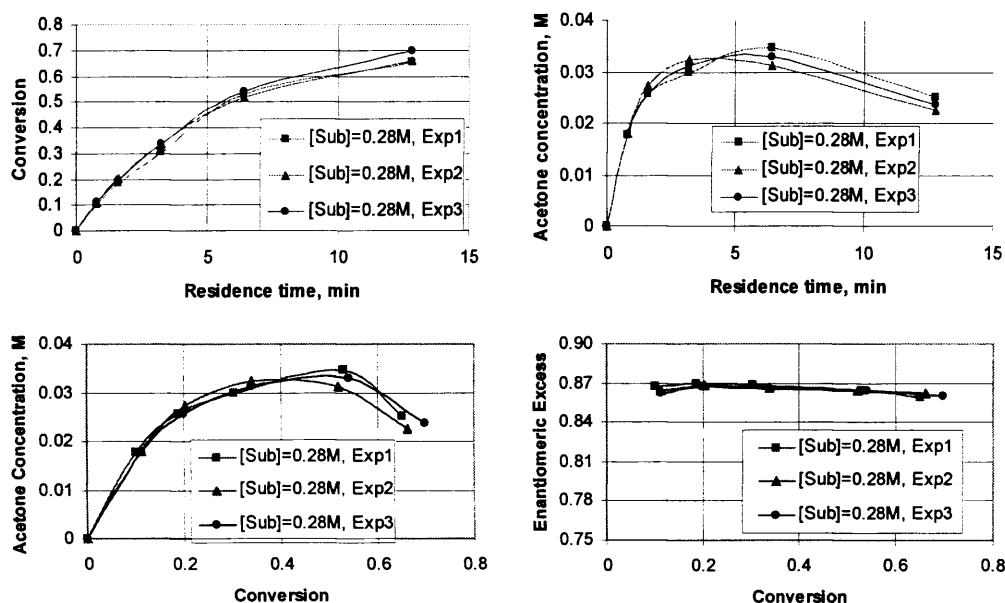 Conversion
0.8
0.7
0.6
0.5
0.4
0.3
0.2
0.1
0
[Sub]=0.28M, Exp1
[Sub]=0.28M, Exp2
[Sub]=0.28M, Exp3
0
5
10
15
Residence time, min
Acetone concentration, M
0.04
0.03
0.02
0.01
0
[Sub]=0.28M, Exp1
[Sub]=0.28M, Exp2
[Sub]=0.28M, Exp3
0
5
10
15
Residence time, min
Acetone Concentration, M
0.04
0.03
0.02
0.01
0
[Sub]=0.28M, Exp1
[Sub]=0.28M, Exp2
[Sub]=0.28M, Exp3
0
0.2
0.4
0.6
0.8
Conversion
Enantiomeric Excess
0.90
0.87
0.84
0.81
0.78
0.75
[Sub]=0.28M, Exp1
[Sub]=0.28M, Exp2
[Sub]=0.28M, Exp3
0
0.2
0.4
0.6
0.8
Conversion